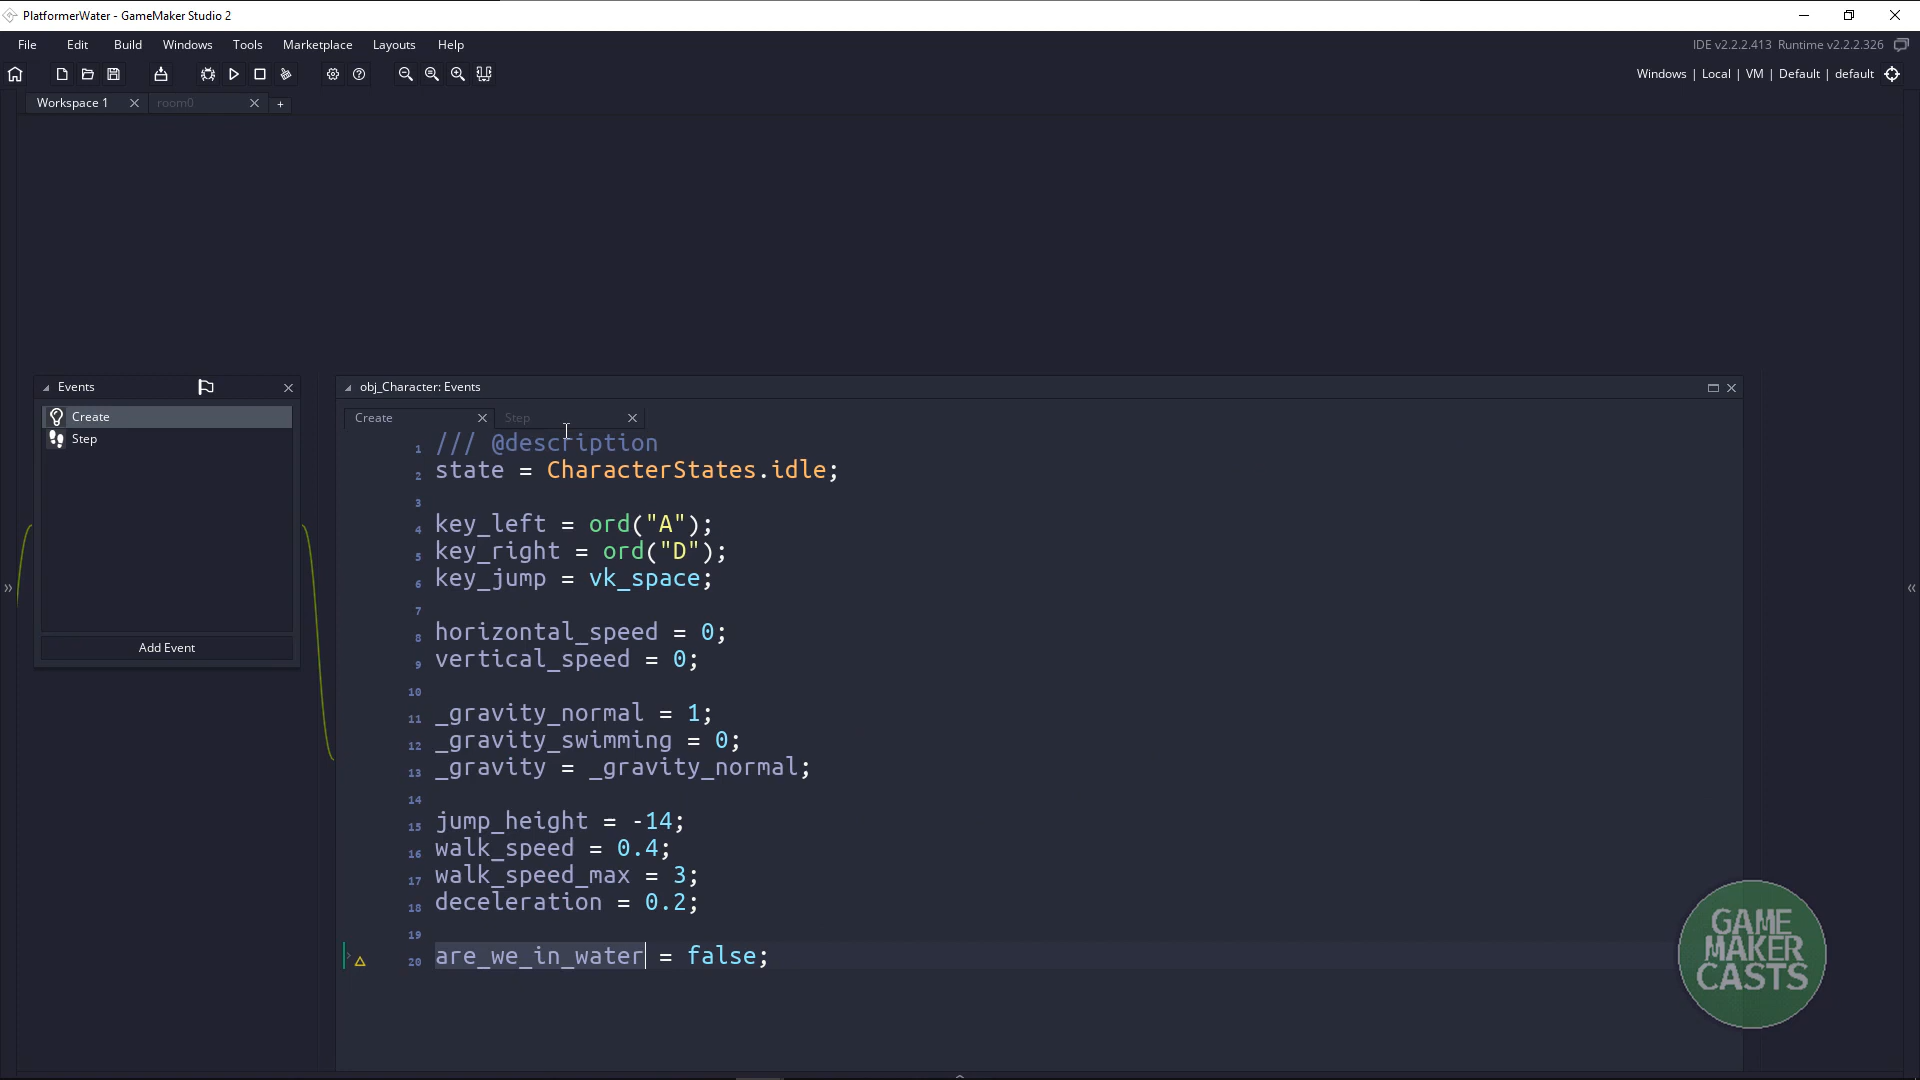 PlatformerWater - GameMaker Studio 2
File Edit Build Windows Tools Marketplace Layouts Help
IDE v2.2.2.413 Runtime v2.2.2.326
Windows | Local | VM | Default | default
Workspace 1 room0 +
Events
Create
Step
Add Event
obj_Character: Events
Create Step
1 /// @description
2 state = CharacterStates.idle;
3
4 key_left = ord("A");
5 key_right = ord("D");
6 key_jump = vk_space;
7
8 horizontal_speed = 0;
9 vertical_speed = 0;
10
11 _gravity_normal = 1;
12 _gravity_swimming = 0;
13 _gravity = _gravity_normal;
14
15 jump_height = -14;
16 walk_speed = 0.4;
17 walk_speed_max = 3;
18 deceleration = 0.2;
19
20 are_we_in_water = false;
GAME
MAKER
CASTS